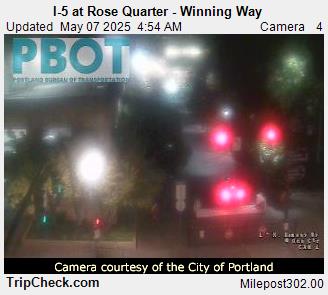 I-5 at Rose Quarter - Winning Way
Updated May 07 2025 4:54 AM Camera 4
PBOT
PORTLAND BUREAU OF TRANSPORTATION
Camera courtesy of the City of Portland
TripCheck.com Milepost302.00